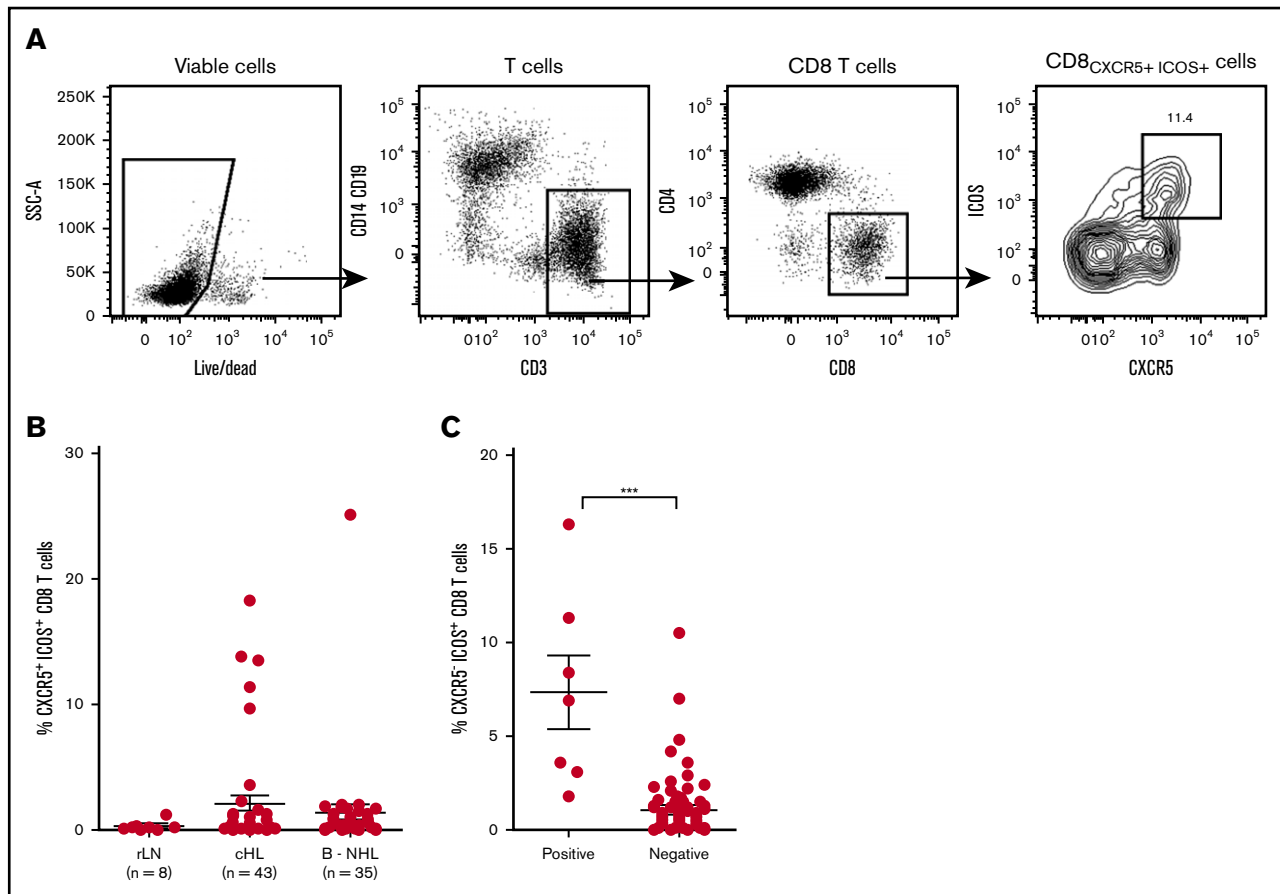 A
Viable cells
T cells
CD8 T cells
CD8CXCR5+ ICOS+ cells
250K
200K
150K
100K
50K
0
SSC-A
0 10² 10³ 10⁴ 10⁵
Live/dead
10⁵
10⁴
10³
0
CD14 CD19
010² 10³ 10⁴ 10⁵
CD3
10⁵
10⁴
10³
10²
0
CD4
0 10² 10³ 10⁴ 10⁵
CD8
11.4
10⁵
10⁴
10³
10²
0
ICOS
010² 10³ 10⁴ 10⁵
CXCR5
B
30
20
10
0
% CXCR5⁺ ICOS⁺ CD8 T cells
rLN
(n = 8)
cHL
(n = 43)
B - NHL
(n = 35)
C
20
15
10
5
0
% CXCR5⁻ ICOS⁺ CD8 T cells
***
Positive
Negative